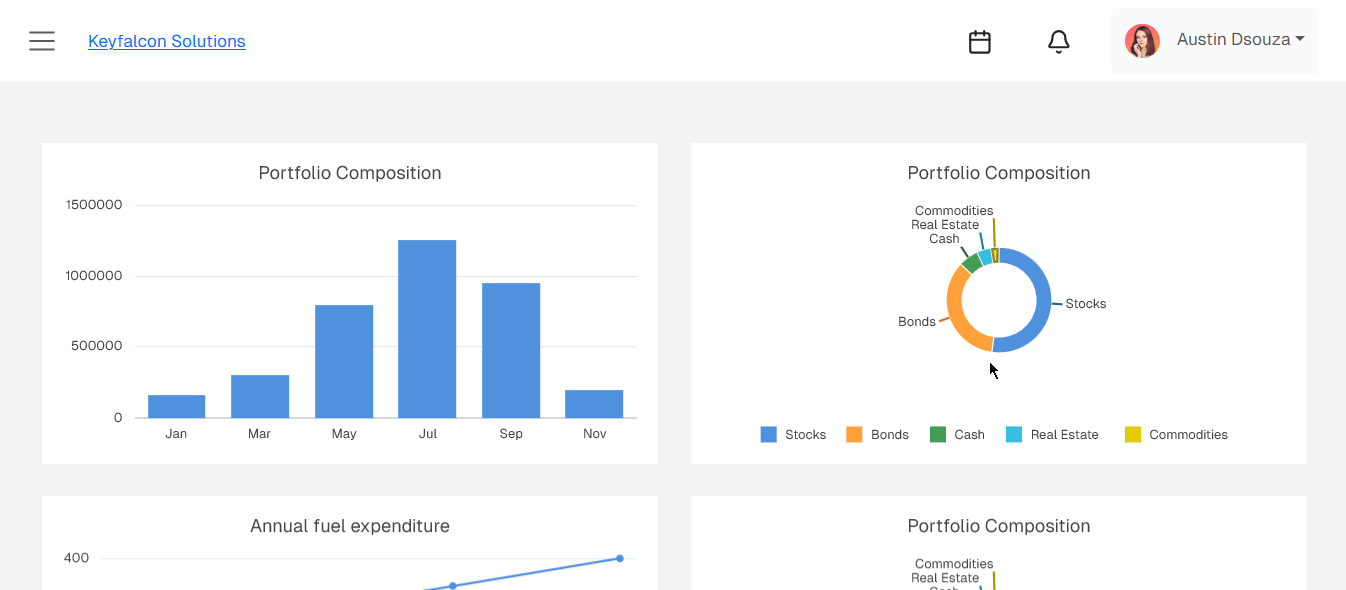 Keyfalcon Solutions
Austin Dsouza
Portfolio Composition
1500000
1000000
500000
0
Jan Mar May Jul Sep Nov
Portfolio Composition
Commodities
Real Estate
Cash
Stocks
Bonds
Stocks Bonds Cash Real Estate Commodities
Annual fuel expenditure
400
Portfolio Composition
Commodities
Real Estate
Cash